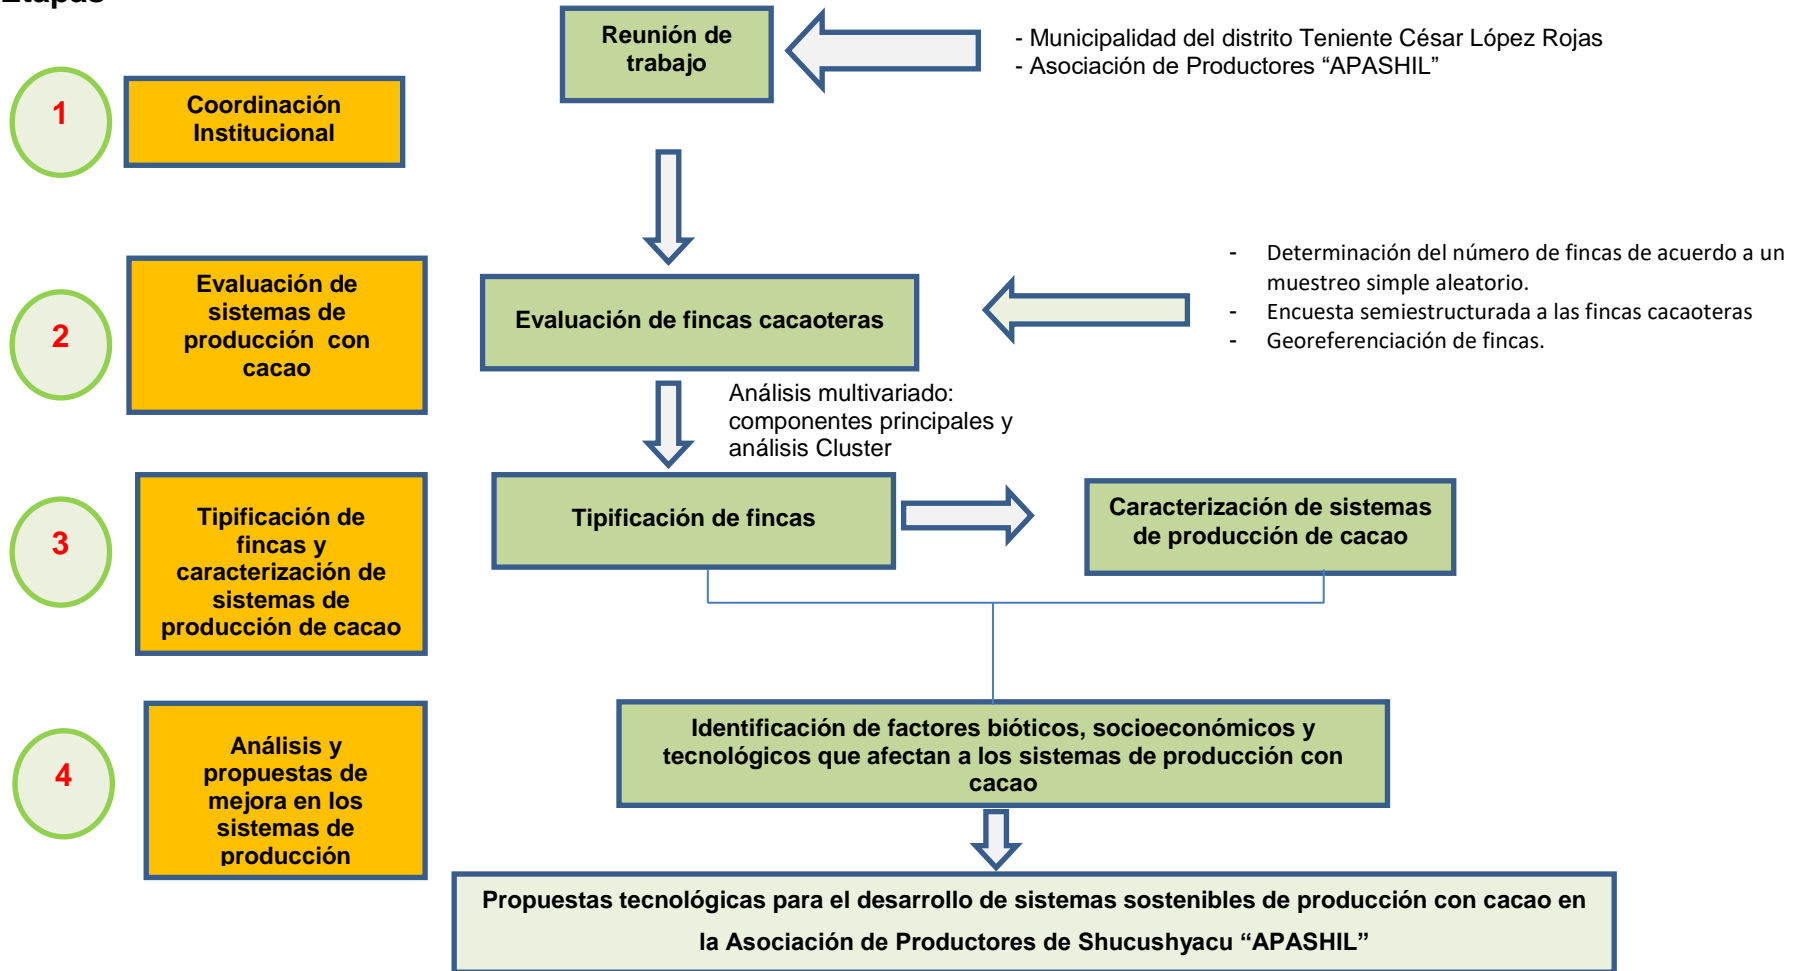 Etapas
Reunión de
trabajo
- Municipalidad del distrito Teniente César López Rojas
- Asociación de Productores “APASHIL”
1
Coordinación
Institucional
2
Evaluación de
sistemas de
producción con
cacao
Evaluación de fincas cacaoteras
- Determinación del número de fincas de acuerdo a un
muestreo simple aleatorio.
- Encuesta semiestructurada a las fincas cacaoteras
- Georeferenciación de fincas.
Análisis multivariado:
componentes principales y
análisis Cluster
3
Tipificación de
fincas y
caracterización de
sistemas de
producción de cacao
Tipificación de fincas
Caracterización de sistemas
de producción de cacao
4
Análisis y
propuestas de
mejora en los
sistemas de
producción
Identificación de factores bióticos, socioeconómicos y
tecnológicos que afectan a los sistemas de producción con
cacao
Propuestas tecnológicas para el desarrollo de sistemas sostenibles de producción con cacao en
la Asociación de Productores de Shucushyacu “APASHIL”